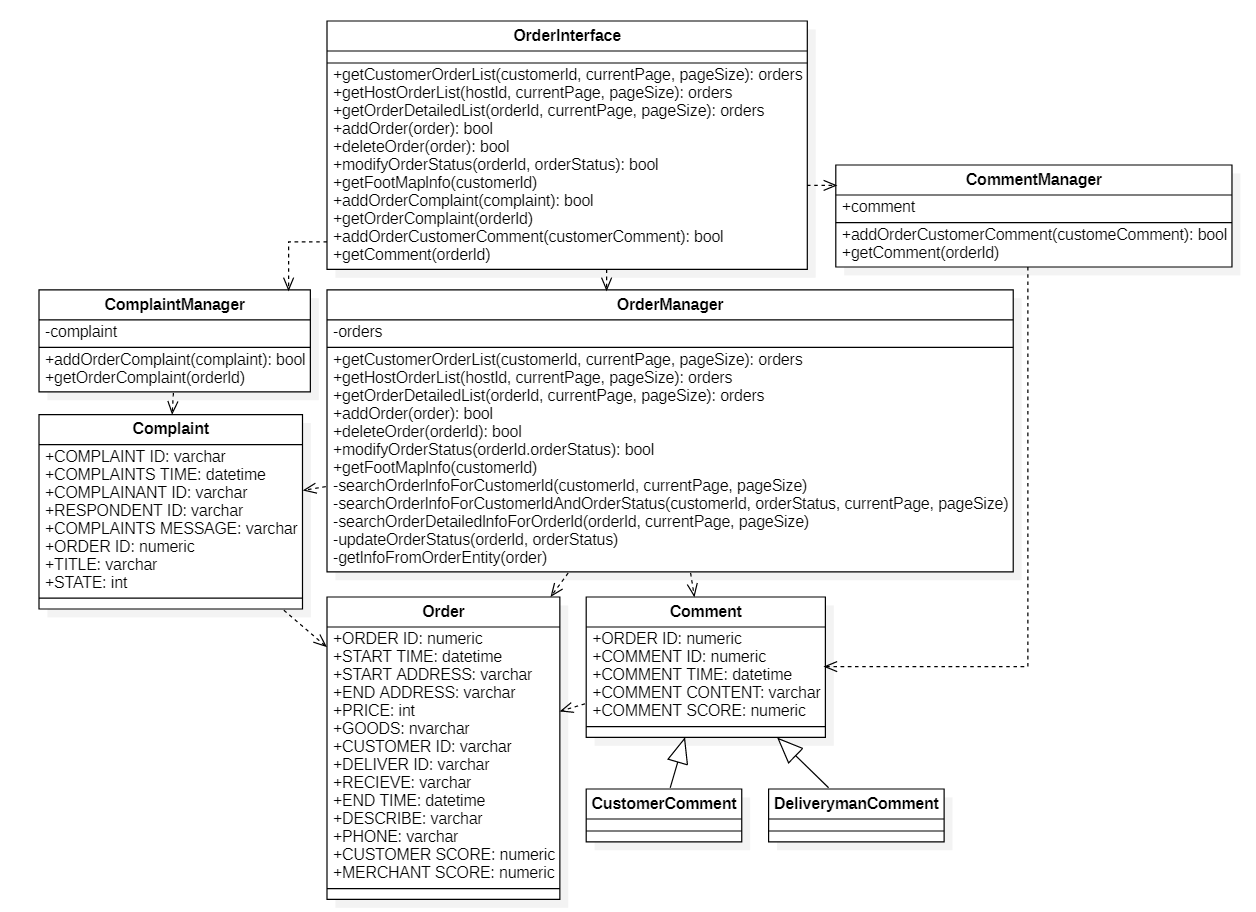 OrderInterface
+getCustomerOrderList(customerId, currentPage, pageSize): orders
+getHostOrderList(hostId, currentPage, pageSize): orders
+getOrderDetailedList(orderId, currentPage, pageSize): orders
+addOrder(order): bool
+deleteOrder(order): bool
+modifyOrderStatus(orderId, orderStatus): bool
+getFootMapInfo(customerId)
+addOrderComplaint(complaint): bool
+getOrderComplaint(orderId)
+addOrderCustomerComment(customerComment): bool
+getComment(orderId)
CommentManager
+comment
+addOrderCustomerComment(customeComment): bool
+getComment(orderId)
ComplaintManager
-complaint
+addOrderComplaint(complaint): bool
+getOrderComplaint(orderId)
OrderManager
-orders
+getCustomerOrderList(customerId, currentPage, pageSize): orders
+getHostOrderList(hostId, currentPage, pageSize): orders
+getOrderDetailedList(orderId, currentPage, pageSize): orders
+addOrder(order): bool
+deleteOrder(orderId): bool
+modifyOrderStatus(orderId.orderStatus): bool
+getFootMapInfo(customerId)
-searchOrderInfoForCustomerId(customerId, currentPage, pageSize)
-searchOrderInfoForCustomerIdAndOrderStatus(customerId, orderStatus, currentPage, pageSize)
-searchOrderDetailedInfoForOrderId(orderId, currentPage, pageSize)
-updateOrderStatus(orderId, orderStatus)
-getInfoFromOrderEntity(order)
Complaint
+COMPLAINT ID: varchar
+COMPLAINTS TIME: datetime
+COMPLAINANT ID: varchar
+RESPONDENT ID: varchar
+COMPLAINTS MESSAGE: varchar
+ORDER ID: numeric
+TITLE: varchar
+STATE: int
Order
+ORDER ID: numeric
+START TIME: datetime
+START ADDRESS: varchar
+END ADDRESS: varchar
+PRICE: int
+GOODS: nvarchar
+CUSTOMER ID: varchar
+DELIVER ID: varchar
+RECIEVE: varchar
+END TIME: datetime
+DESCRIBE: varchar
+PHONE: varchar
+CUSTOMER SCORE: numeric
+MERCHANT SCORE: numeric
Comment
+ORDER ID: numeric
+COMMENT ID: numeric
+COMMENT TIME: datetime
+COMMENT CONTENT: varchar
+COMMENT SCORE: numeric
CustomerComment
DeliverymanComment